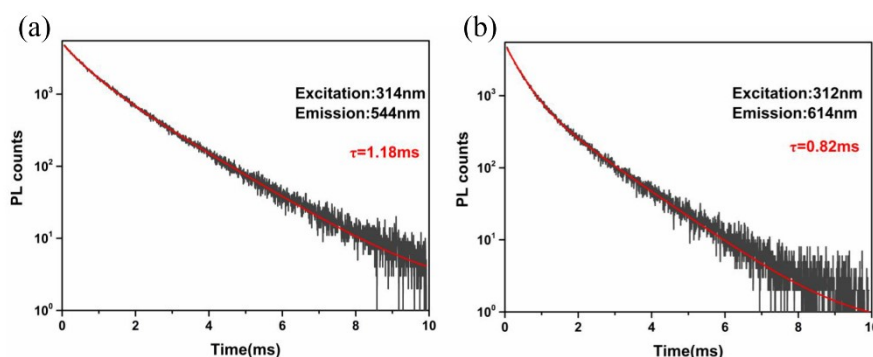 (a)
PL counts
10³
10²
10¹
10⁰
Excitation:314nm
Emission:544nm
τ=1.18ms
0 2 4 6 8 10
Time(ms)
(b)
PL counts
10³
10²
10¹
10⁰
Excitation:312nm
Emission:614nm
τ=0.82ms
0 2 4 6 8 10
Time(ms)